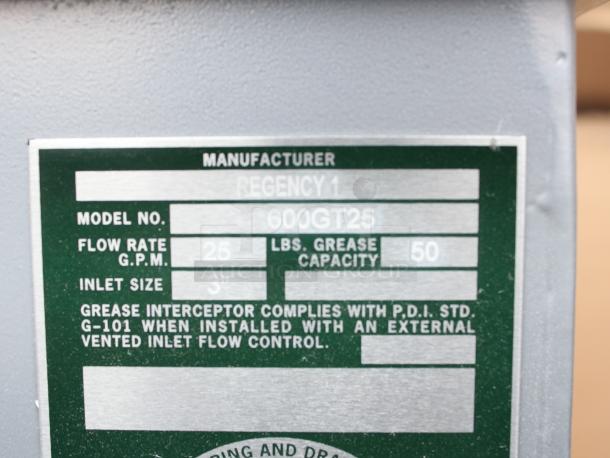 MANUFACTURER
REGENCY 1
MODEL NO. 600GT25
FLOW RATE G.P.M. 25 LBS. GREASE CAPACITY 50
INLET SIZE 3
GREASE INTERCEPTOR COMPLIES WITH P.D.I. STD.
G-101 WHEN INSTALLED WITH AN EXTERNAL
VENTED INLET FLOW CONTROL.
AND